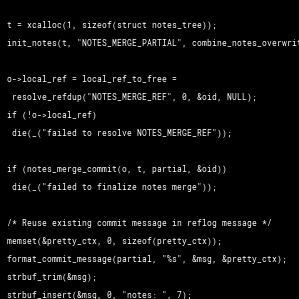 t = xcalloc(1, sizeof(struct notes_tree));
init_notes(t, "NOTES_MERGE_PARTIAL", combine_notes_overwrit
o->local_ref = local_ref_to_free =
resolve_refdup("NOTES_MERGE_REF", 0, &oid, NULL);
if (!o->local_ref)
die(_("failed to resolve NOTES_MERGE_REF"));
if (notes_merge_commit(o, t, partial, &oid))
die(_("failed to finalize notes merge"));
/* Reuse existing commit message in reflog message */
memset(&pretty_ctx, 0, sizeof(pretty_ctx));
format_commit_message(partial, "%s", &msg, &pretty_ctx);
strbuf_trim(&msg);
strbuf_insert(&msg, 0, "notes: ", 7);